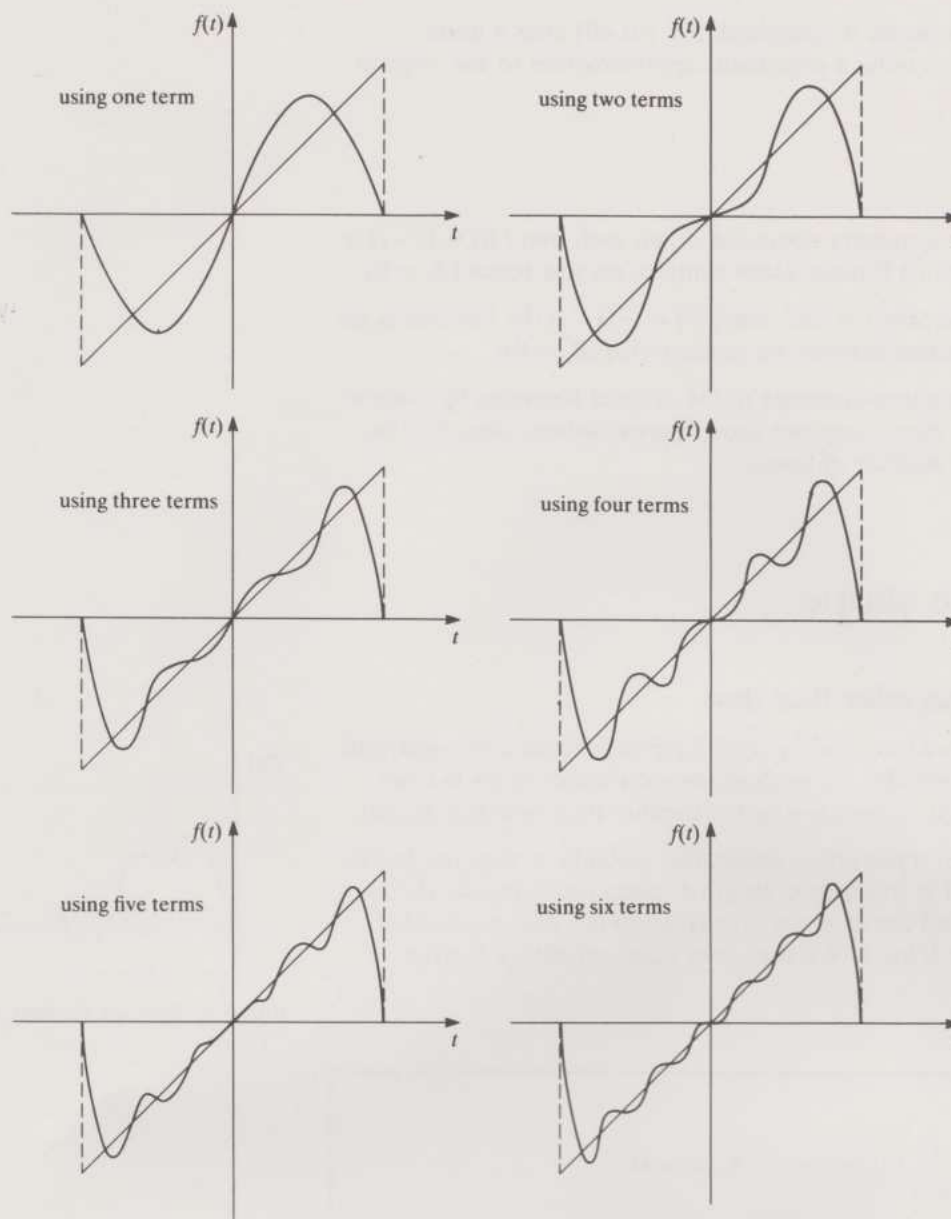 f(t)
using one term
t
f(t)
using two terms
f(t)
using three terms
t
f(t)
using four terms
f(t)
using five terms
t
f(t)
using six terms